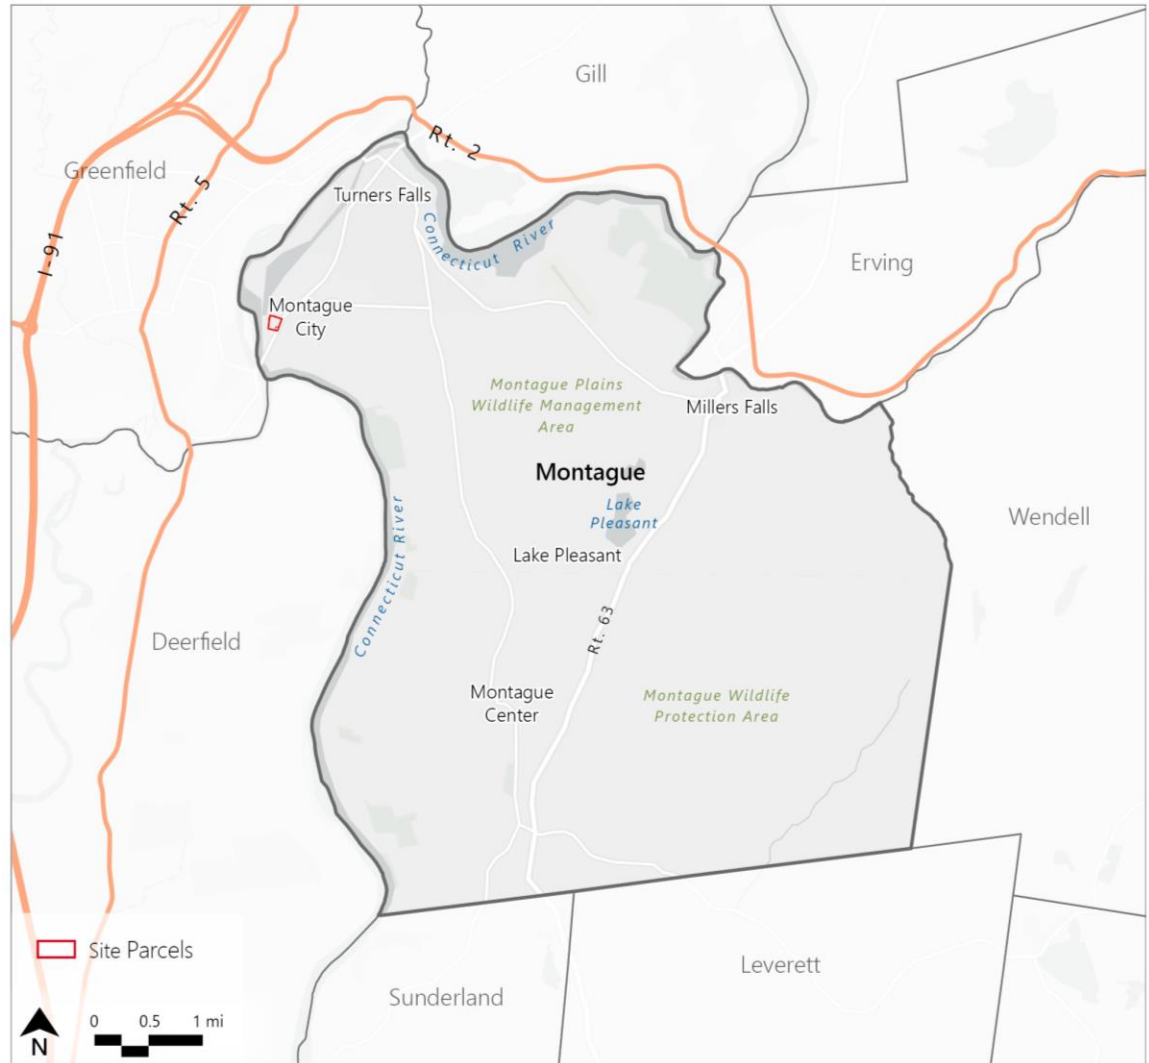 Gill
Rt. 2
Greenfield
Rt. 5
Turners Falls
Connecticut River
I-91
Erving
Montague
City
Montague Plains
Wildlife Management
Area
Millers Falls
Montague
Lake
Pleasant
Wendell
Lake Pleasant
Connecticut River
Rt. 63
Deerfield
Montague
Center
Montague Wildlife
Protection Area
Site Parcels
Leverett
Sunderland
0 0.5 1 mi
N